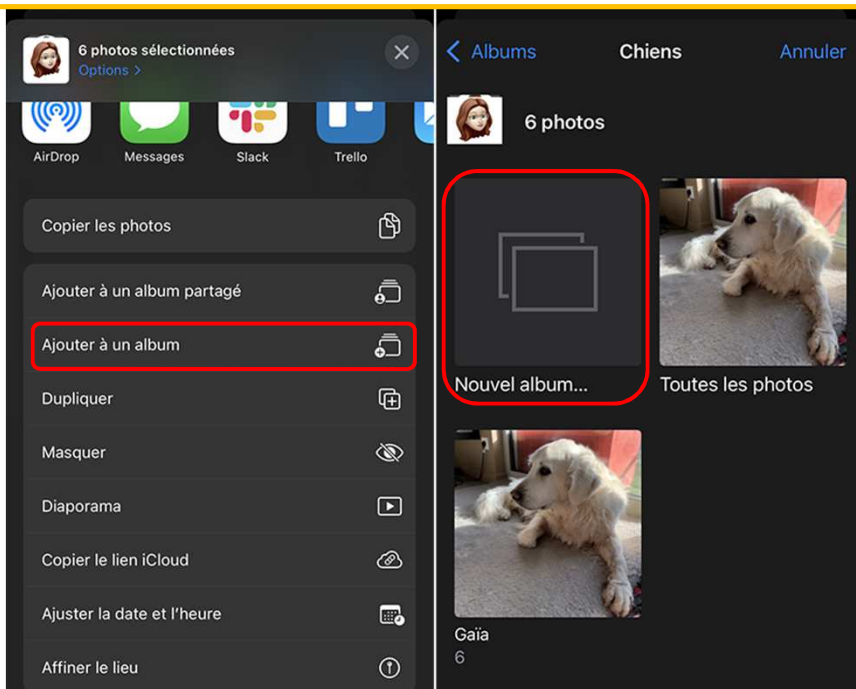 6 photos sélectionnées
Options >
AirDrop
Messages
Slack
Trello
Copier les photos
Ajouter à un album partagé
Ajouter à un album
Dupliquer
Masquer
Diaporama
Copier le lien iCloud
Ajuster la date et l'heure
Affiner le lieu
Albums
Chiens
Annuler
6 photos
Nouvel album...
Toutes les photos
Gaïa
6